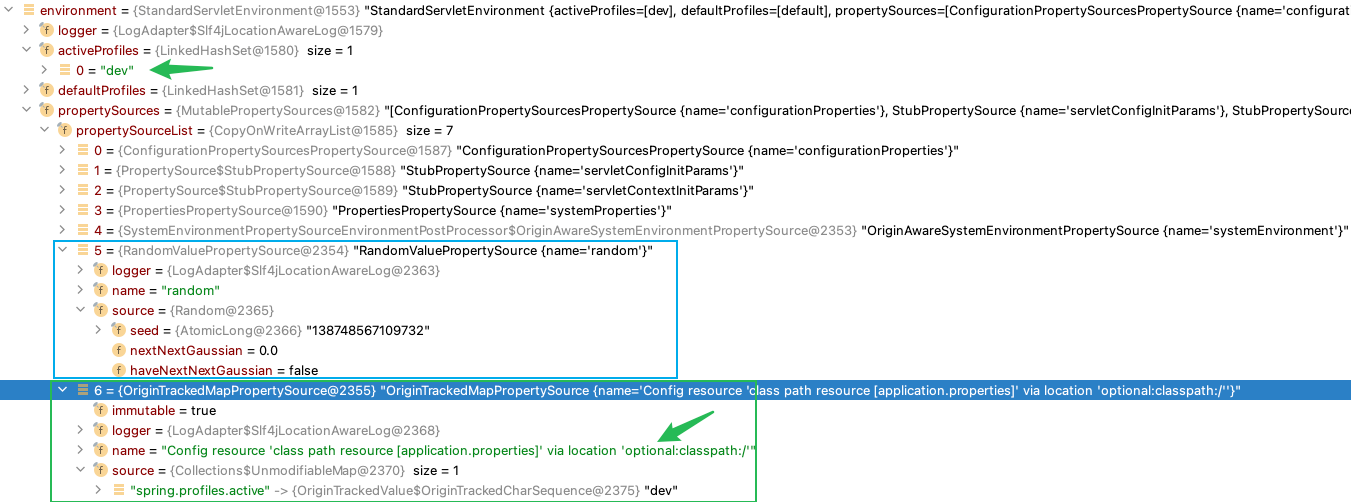 environment = {StandardServletEnvironment@1553} "StandardServletEnvironment {activeProfiles=[dev], defaultProfiles=[default], propertySources=[ConfigurationPropertySourcesPropertySource {name='configura
f logger = {LogAdapter$Slf4jLocationAwareLog@1579}
f activeProfiles = {LinkedHashSet@1580} size = 1
0 = "dev"
f defaultProfiles = {LinkedHashSet@1581} size = 1
f propertySources = {MutablePropertySources@1582} "[ConfigurationPropertySourcesPropertySource {name='configurationProperties'}, StubPropertySource {name='servletConfigInitParams'}, StubPropertySour
f propertySourceList = {CopyOnWriteArrayList@1585} size = 7
0 = {ConfigurationPropertySourcesPropertySource@1587} "ConfigurationPropertySourcesPropertySource {name='configurationProperties'}"
1 = {PropertySource$StubPropertySource@1588} "StubPropertySource {name='servletConfigInitParams'}"
2 = {PropertySource$StubPropertySource@1589} "StubPropertySource {name='servletContextInitParams'}"
3 = {PropertiesPropertySource@1590} "PropertiesPropertySource {name='systemProperties'}"
4 = {SystemEnvironmentPropertySourceEnvironmentPostProcessor$OriginAwareSystemEnvironmentPropertySource@2353} "OriginAwareSystemEnvironmentPropertySource {name='systemEnvironment'}"
5 = {RandomValuePropertySource@2354} "RandomValuePropertySource {name='random'}"
f logger = {LogAdapter$Slf4jLocationAwareLog@2363}
f name = "random"
f source = {Random@2365}
f seed = {AtomicLong@2366} "138748567109732"
f nextNextGaussian = 0.0
f haveNextNextGaussian = false
6 = {OriginTrackedMapPropertySource@2355} "OriginTrackedMapPropertySource {name='Config resource 'class path resource [application.properties]' via location 'optional:classpath:/''}"
f immutable = true
f logger = {LogAdapter$Slf4jLocationAwareLog@2368}
f name = "Config resource 'class path resource [application.properties]' via location 'optional:classpath:/'"
f source = {Collections$UnmodifiableMap@2370} size = 1
"spring.profiles.active" -> {OriginTrackedValue$OriginTrackedCharSequence@2375} "dev"